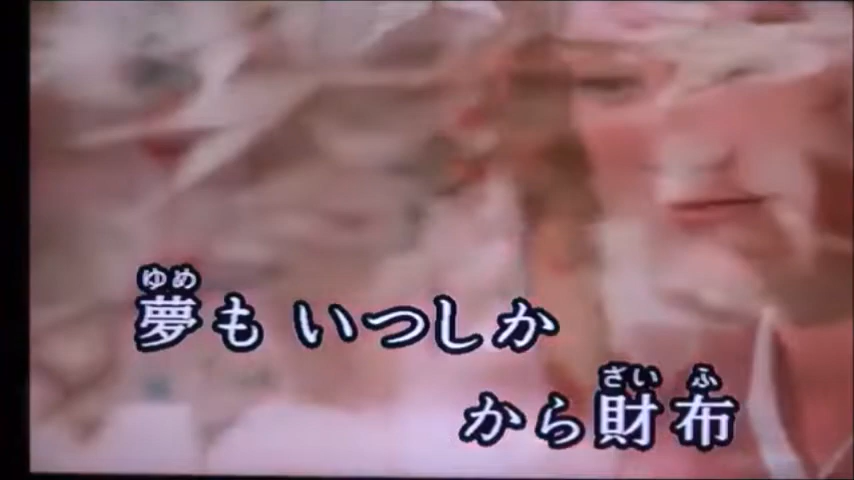 ゆめ
夢も いつしか
ざいふ
から財布